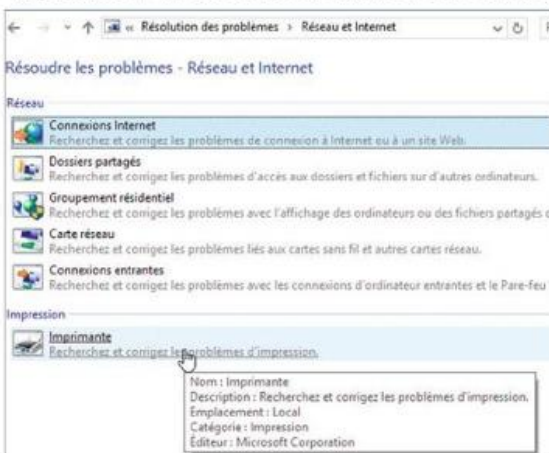 « Résolution des problèmes › Réseau et Internet
Résoudre les problèmes - Réseau et Internet
Réseau
Connexions Internet
Recherchez et corrigez les problèmes de connexion à Internet ou à un site Web.
Dossiers partagés
Recherchez et corrigez les problèmes d'accès aux dossiers et fichiers sur d'autres ordinateurs.
Groupement résidentiel
Recherchez et corrigez les problèmes avec l'affichage des ordinateurs ou des fichiers partagés
Carte réseau
Recherchez et corrigez les problèmes liés aux cartes sans fil et autres cartes réseau.
Connexions entrantes
Recherchez et corrigez les problèmes avec les connexions d'ordinateur entrantes et le Pare-feu
Impression
Imprimante
Recherchez et corrigez les problèmes d'impression.
Nom : Imprimante
Description : Recherchez et corrigez les problèmes d'impression.
Emplacement : Local
Catégorie : Impression
Éditeur : Microsoft Corporation